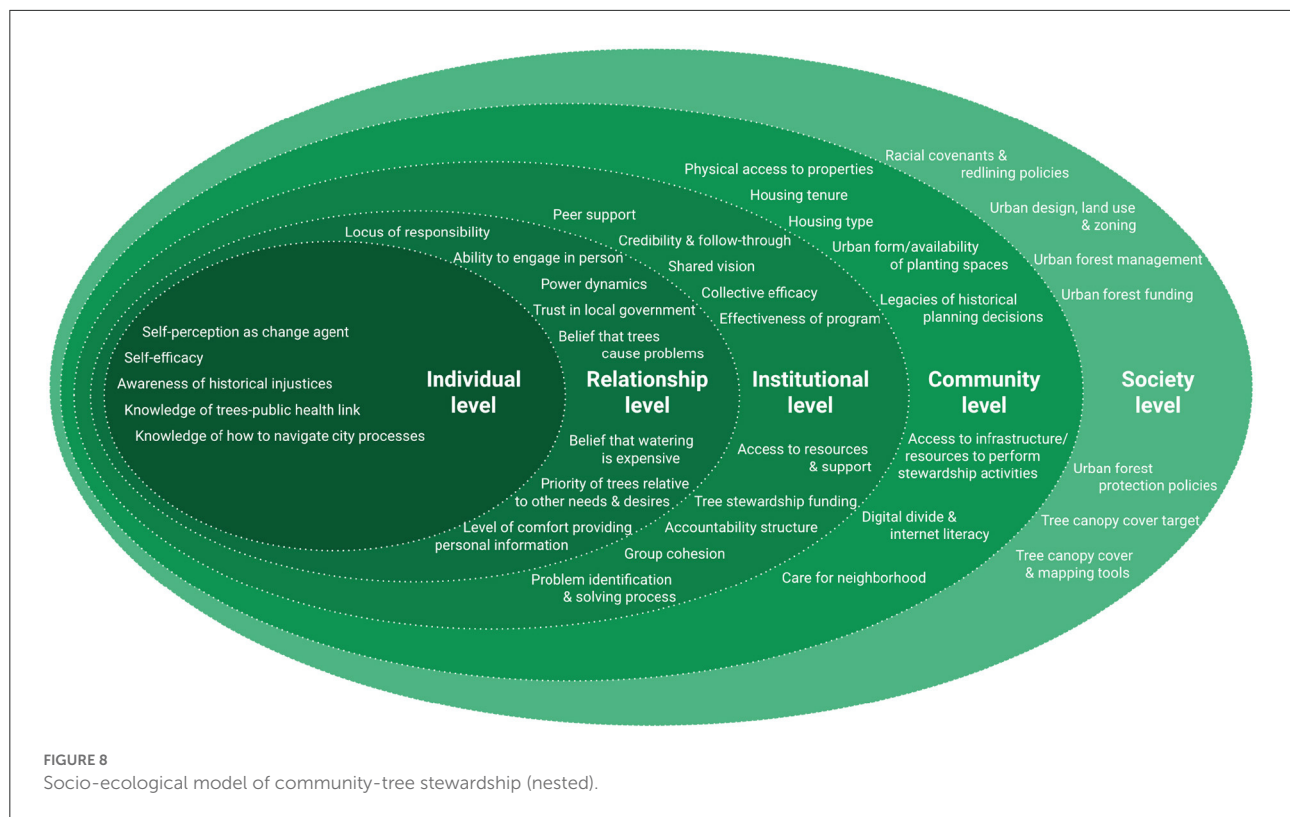 Racial covenants &
redlining policies
Urban design, land use
& zoning
Urban forest management
Urban forest funding
Physical access to properties
Housing tenure
Housing type
Urban form/availability
of planting spaces
Legacies of historical
planning decisions
Peer support
Credibility & follow-through
Shared vision
Collective efficacy
Effectiveness of program
Locus of responsibility
Ability to engage in person
Power dynamics
Trust in local government
Belief that trees
cause problems
Self-perception as change agent
Self-efficacy
Awareness of historical injustices
Knowledge of trees-public health link
Knowledge of how to navigate city processes
Individual
level
Relationship
level
Institutional
level
Community
level
Society
level
Belief that watering
is expensive
Priority of trees relative
to other needs & desires
Level of comfort providing
personal information
Access to resources
& support
Tree stewardship funding
Accountability structure
Group cohesion
Problem identification
& solving process
Access to infrastructure/
resources to perform
stewardship activities
Digital divide &
internet literacy
Care for neighborhood
Urban forest
protection policies
Tree canopy cover target
Tree canopy cover
& mapping tools
FIGURE 8
Socio-ecological model of community-tree stewardship (nested).